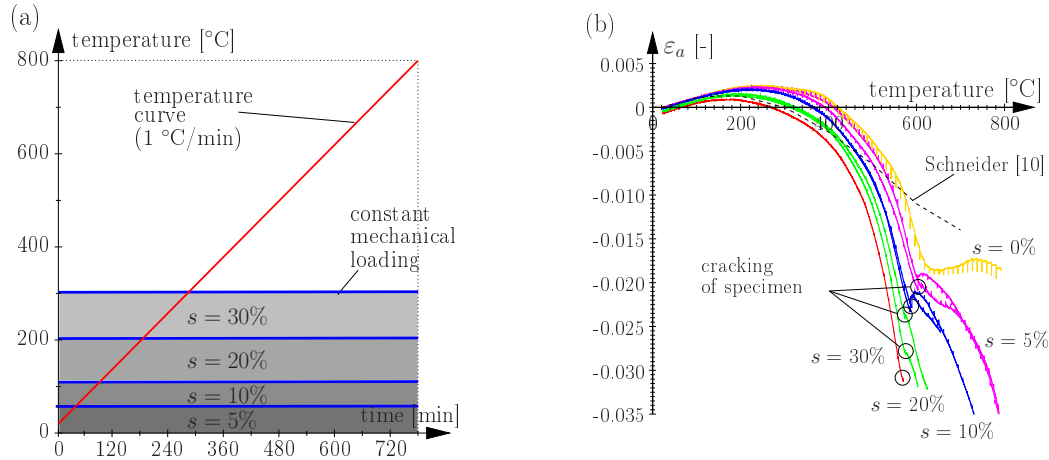 (a)
temperature [°C]
800
600
400
200
0
temperature
curve
(1 °C/min)
constant
mechanical
loading
s = 30%
s = 20%
s = 10%
s = 5%
time [min]
0 120 240 360 480 600 720
(b)
εa [-]
temperature [°C]
0.005
0
-0.005
-0.010
-0.015
-0.020
-0.025
-0.030
-0.035
0 200 400 600 800
Schneider [10]
s = 0%
cracking
of specimen
s = 5%
s = 30%
s = 20%
s = 10%